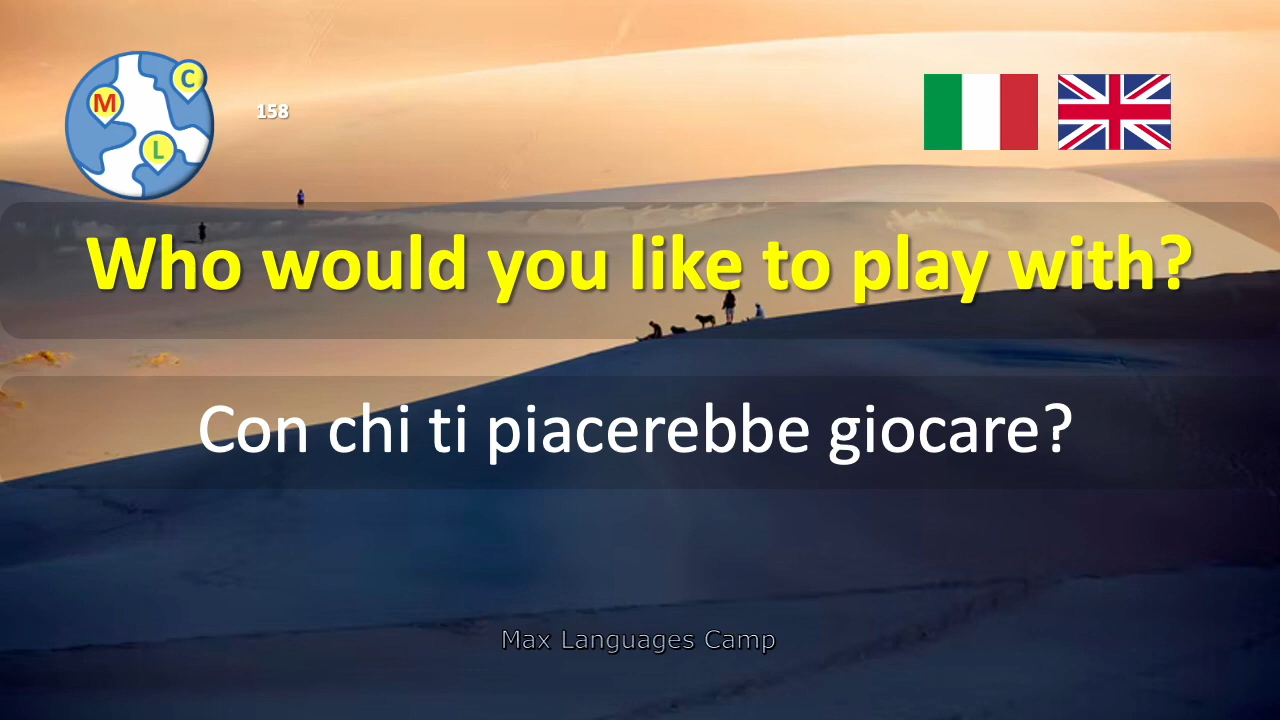 M
C
L
158
Who would you like to play with?
Con chi ti piacerebbe giocare?
Max Languages Camp